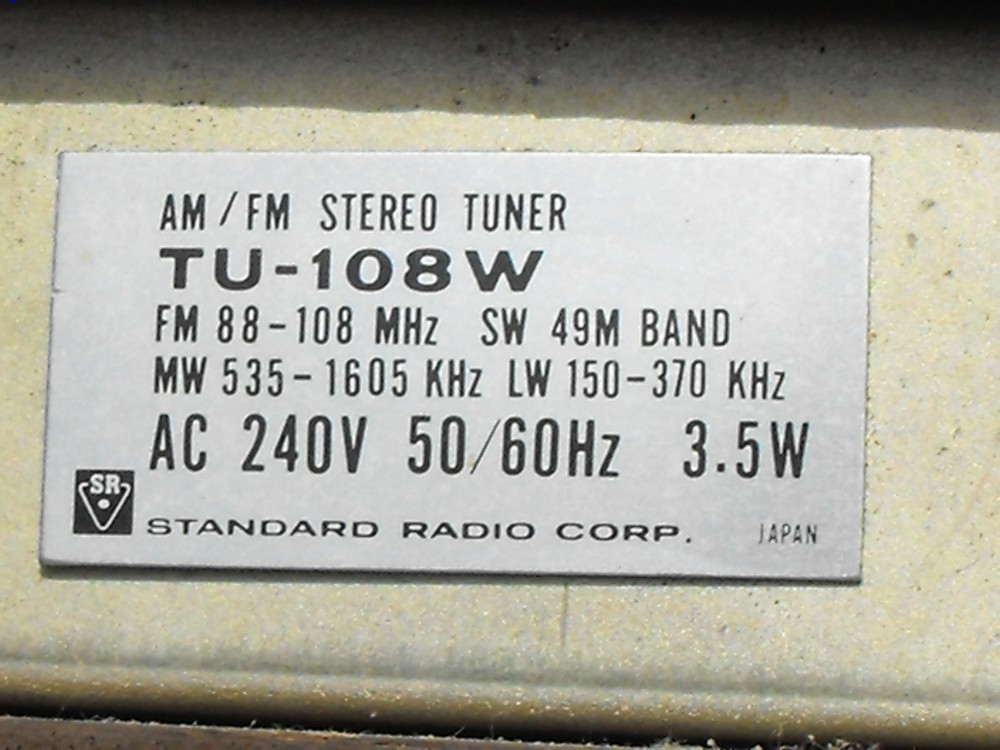 AM/FM STEREO TUNER
TU-108W
FM 88-108 MHz SW 49M BAND
MW 535-1605 KHz LW 150-370 KHz
AC 240V 50/60Hz 3.5W
SR
STANDARD RADIO CORP. JAPAN